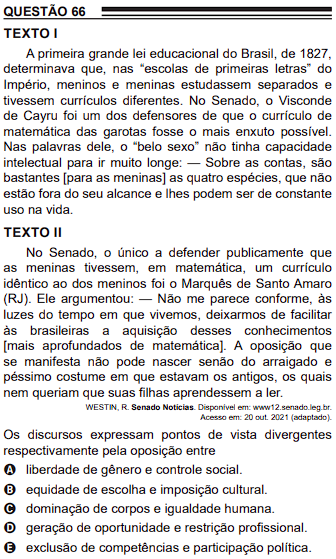 QUESTÃO 66
TEXTO I
A primeira grande lei educacional do Brasil, de 1827,
determinava que, nas “escolas de primeiras letras” do
Império, meninos e meninas estudassem separados e
tivessem currículos diferentes. No Senado, o Visconde
de Cayru foi um dos defensores de que o currículo de
matemática das garotas fosse o mais enxuto possível.
Nas palavras dele, o “belo sexo” não tinha capacidade
intelectual para ir muito longe: — Sobre as contas, são
bastantes [para as meninas] as quatro espécies, que não
estão fora do seu alcance e lhes podem ser de constante
uso na vida.
TEXTO II
No Senado, o único a defender publicamente que
as meninas tivessem, em matemática, um currículo
idêntico ao dos meninos foi o Marquês de Santo Amaro
(RJ). Ele argumentou: — Não me parece conforme, às
luzes do tempo em que vivemos, deixarmos de facilitar
às brasileiras a aquisição desses conhecimentos
[mais aprofundados de matemática]. A oposição que
se manifesta não pode nascer senão do arraigado e
péssimo costume em que estavam os antigos, os quais
nem queriam que suas filhas aprendessem a ler.
WESTIN, R. Senado Notícias. Disponível em: www12.senado.leg.br.
Acesso em: 20 out. 2021 (adaptado).
Os discursos expressam pontos de vista divergentes
respectivamente pela oposição entre
A liberdade de gênero e controle social.
B equidade de escolha e imposição cultural.
C dominação de corpos e igualdade humana.
D geração de oportunidade e restrição profissional.
E exclusão de competências e participação política.